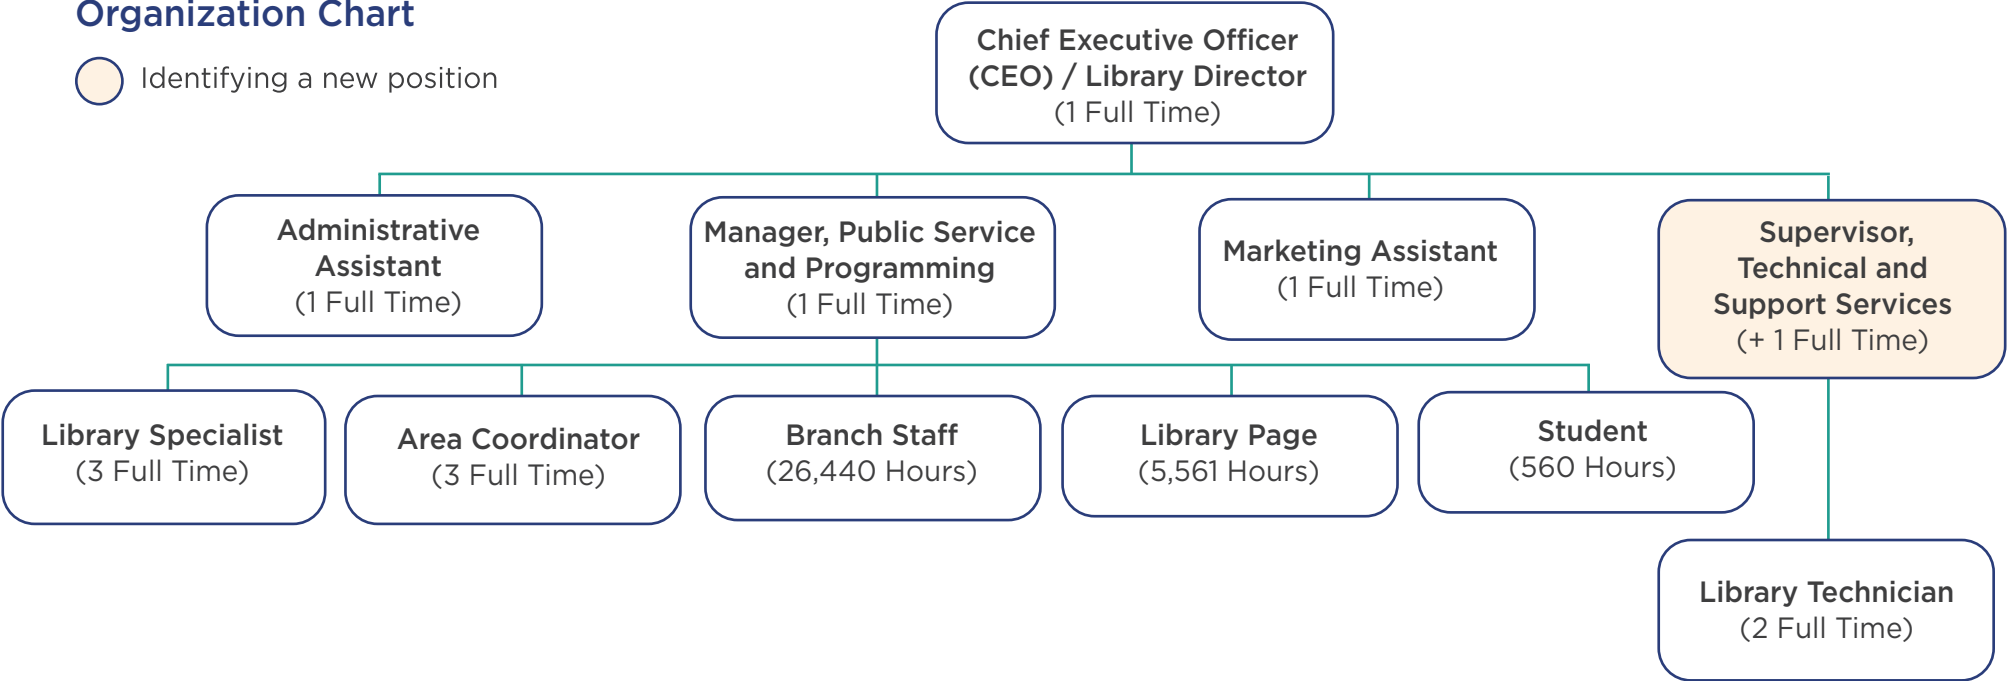 Organization Chart
Identifying a new position
Chief Executive Officer
(CEO) / Library Director
(1 Full Time)
Administrative
Assistant
(1 Full Time)
Manager, Public Service
and Programming
(1 Full Time)
Marketing Assistant
(1 Full Time)
Supervisor,
Technical and
Support Services
(+ 1 Full Time)
Library Specialist
(3 Full Time)
Area Coordinator
(3 Full Time)
Branch Staff
(26,440 Hours)
Library Page
(5,561 Hours)
Student
(560 Hours)
Library Technician
(2 Full Time)